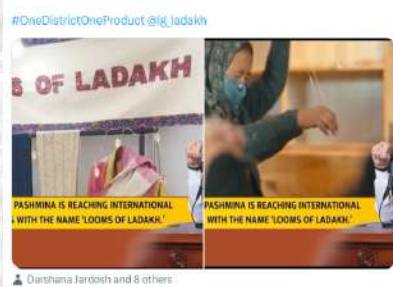 #OneDistrictOneProduct @lg_ladakh
S OF LADAKH
PASHMINA IS REACHING INTERNATIONAL
WITH THE NAME 'LOOMS OF LADAKH.'
PASHMINA IS REACHING INTERNATIONAL
WITH THE NAME 'LOOMS OF LADAKH.'
Darshana Jardosh and 8 others